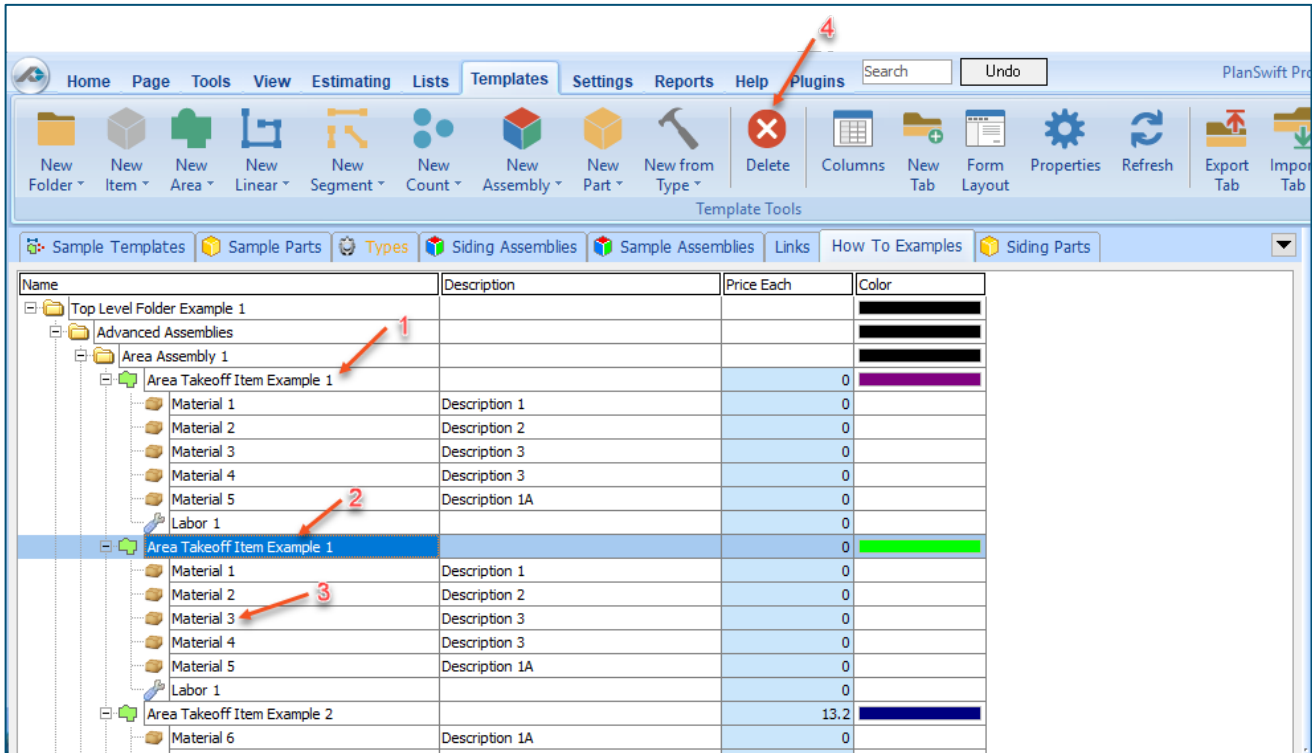 4
Home Page Tools View Estimating Lists Templates Settings Reports Help Plugins Search Undo PlanSwift Pro
New Folder New Item New Area New Linear New Segment New Count New Assembly New Part New from Type Delete Columns New Tab Form Layout Properties Refresh Export Tab Import Tab
Template Tools
Sample Templates Sample Parts Types Siding Assemblies Sample Assemblies Links How To Examples Siding Parts
Name Description Price Each Color
Top Level Folder Example 1
Advanced Assemblies
1
Area Assembly 1
Area Takeoff Item Example 1 0
Material 1 Description 1 0
Material 2 Description 2 0
Material 3 Description 3 0
Material 4 Description 3 0
Material 5 Description 1A 0
2
Labor 1 0
Area Takeoff Item Example 1 0
Material 1 Description 1 0
Material 2 Description 2 0
3
Material 3 Description 3 0
Material 4 Description 3 0
Material 5 Description 1A 0
Labor 1 0
Area Takeoff Item Example 2 13.2
Material 6 Description 1A 0